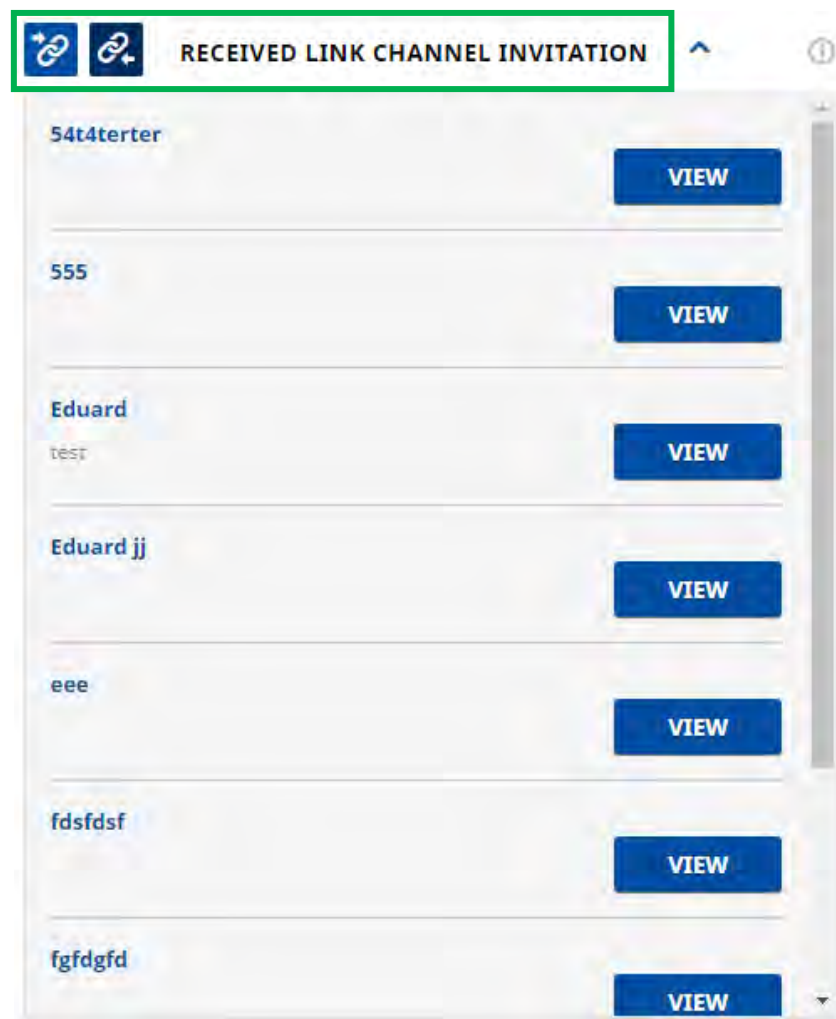 RECEIVED LINK CHANNEL INVITATION
54t4terter
VIEW
555
VIEW
Eduard
test
VIEW
Eduard jj
VIEW
eee
VIEW
fdsfdsf
VIEW
fgfdgfd
VIEW